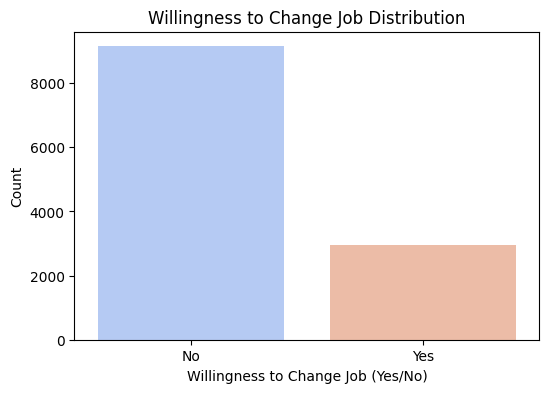 Willingness to Change Job Distribution
Count
8000
6000
4000
2000
0
No Yes
Willingness to Change Job (Yes/No)